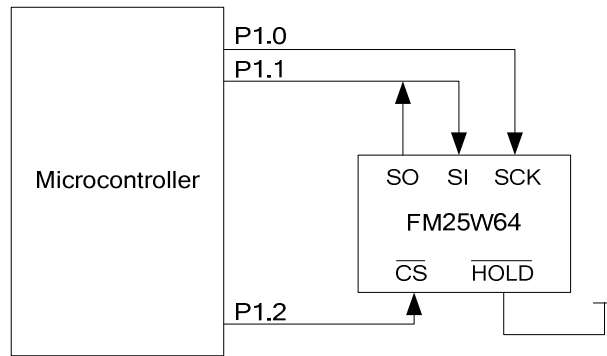 P1.0
P1.1
Microcontroller
SO SI SCK
FM25W64
CS HOLD
P1.2